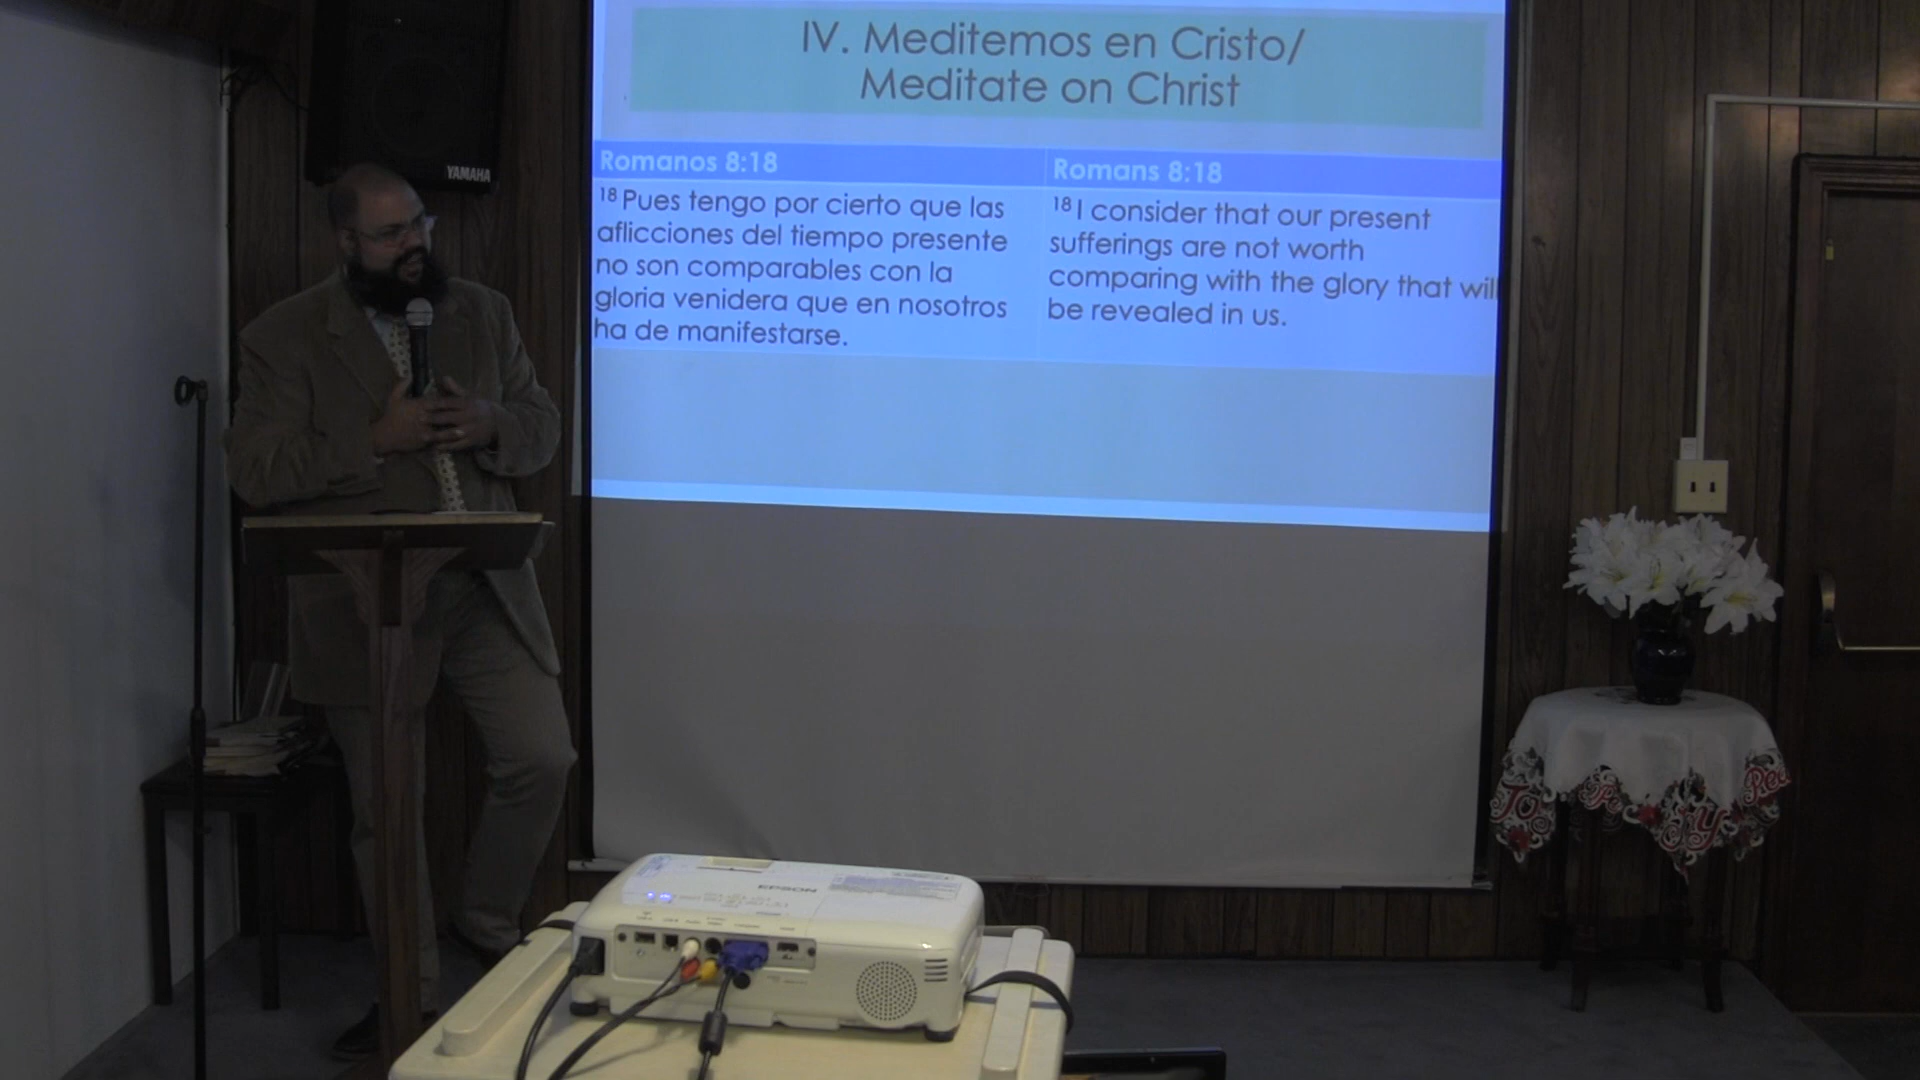 IV. Meditemos en Cristo/
Meditate on Christ
Romanos 8:18
18 Pues tengo por cierto que las
aflicciones del tiempo presente
no son comparables con la
gloria venidera que en nosotros
ha de manifestarse.
Romans 8:18
18 I consider that our present
sufferings are not worth
comparing with the glory that will
be revealed in us.
YAMAHA
EPSON
Joy
Joy